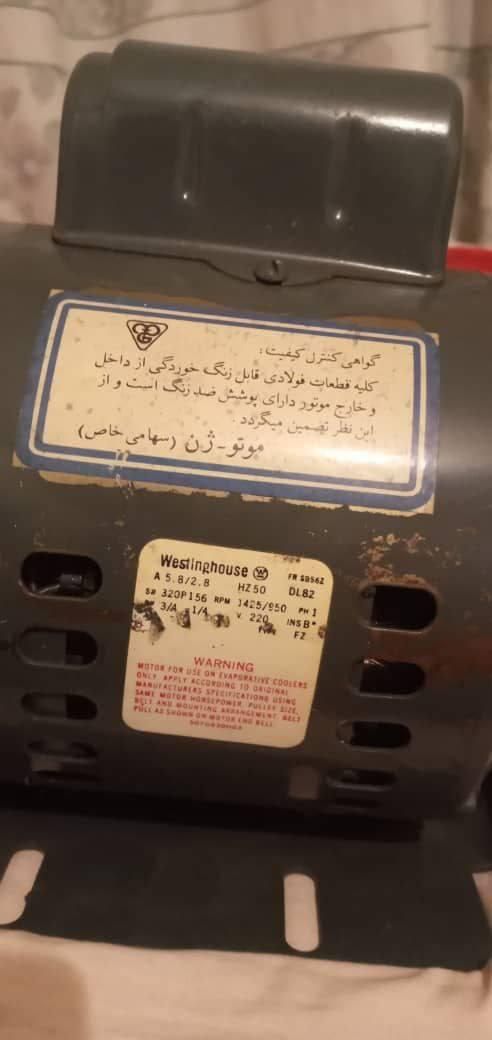 گواهی کنترل کیفیت:
کلیه قطعات فولادی قابل زنگ خوردگی از داخل
و خارج موتور دارای پوشش ضد زنگ است و از
این نظر تضمین میگردد.
موتو-ژن (سهامی خاص)
Westinghouse W FR SB56Z
A 5.8/2.8 HZ 50 DL82
S# 320P156 RPM 1425/950 PH 1
3/4 1/4 V 220 INS B*
TYPE FZ
WARNING
MOTOR FOR USE ON EVAPORATIVE COOLERS
ONLY. APPLY ACCORDING TO ORIGINAL
MANUFACTURERS SPECIFICATIONS USING
SAME MOTOR HORSEPOWER, PULLEY SIZE,
BELT AND MOUNTING ARRANGEMENT. BELT
PULL AS SHOWN ON MOTOR END BELL.